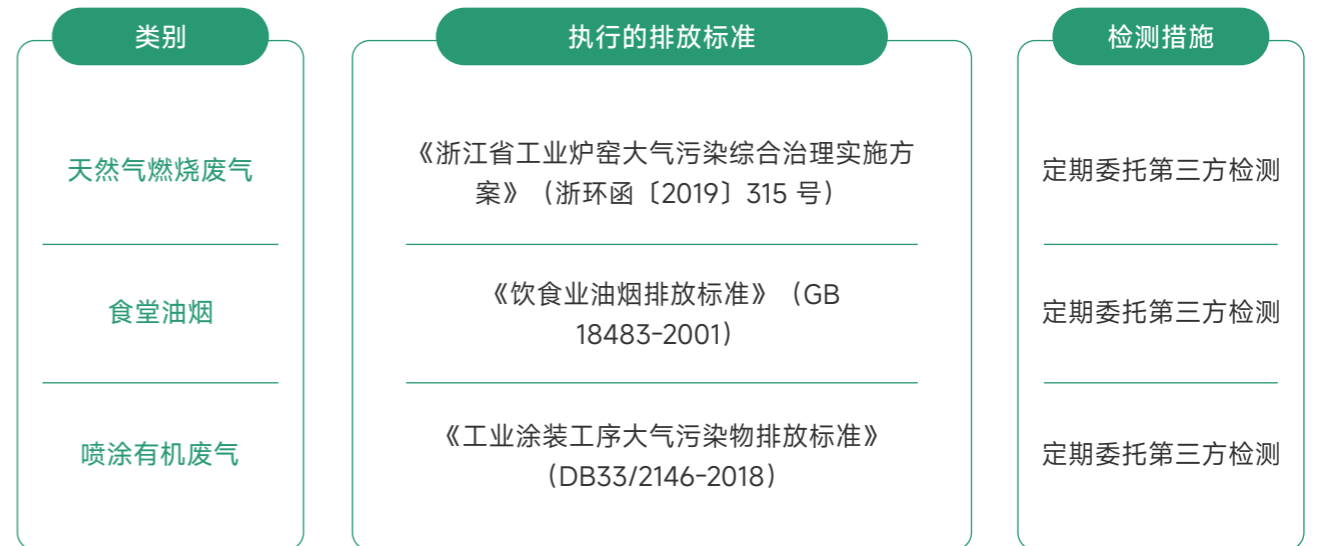 类别
执行的排放标准
检测措施
天然气燃烧废气
《浙江省工业炉窑大气污染综合治理实施方
案》（浙环函〔2019〕315 号）
定期委托第三方检测
食堂油烟
《饮食业油烟排放标准》（GB
18483-2001）
定期委托第三方检测
喷涂有机废气
《工业涂装工序大气污染物排放标准》
（DB33/2146-2018）
定期委托第三方检测